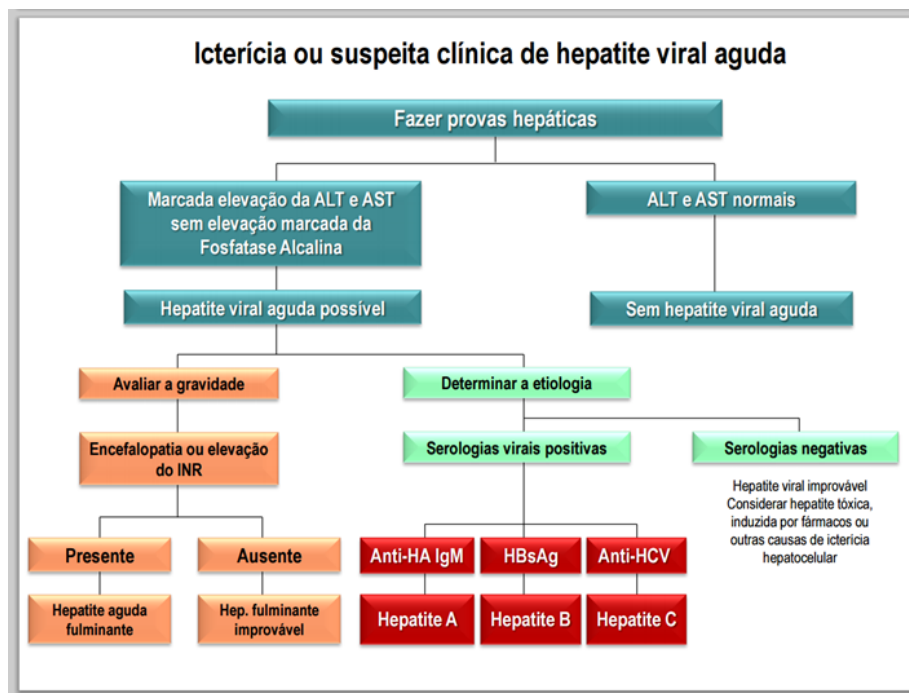 Icterícia ou suspeita clínica de hepatite viral aguda
Fazer provas hepáticas
Marcada elevação da ALT e AST
sem elevação marcada da
Fosfatase Alcalina
ALT e AST normais
Hepatite viral aguda possível
Sem hepatite viral aguda
Avaliar a gravidade
Determinar a etiologia
Encefalopatia ou elevação
do INR
Serologias virais positivas
Serologias negativas
Hepatite viral improvável
Considerar hepatite tóxica,
induzida por fármacos ou
outras causas de icterícia
hepatocelular
Presente
Ausente
Anti-HA IgM
HBsAg
Anti-HCV
Hepatite aguda
fulminante
Hep. fulminante
improvável
Hepatite A
Hepatite B
Hepatite C